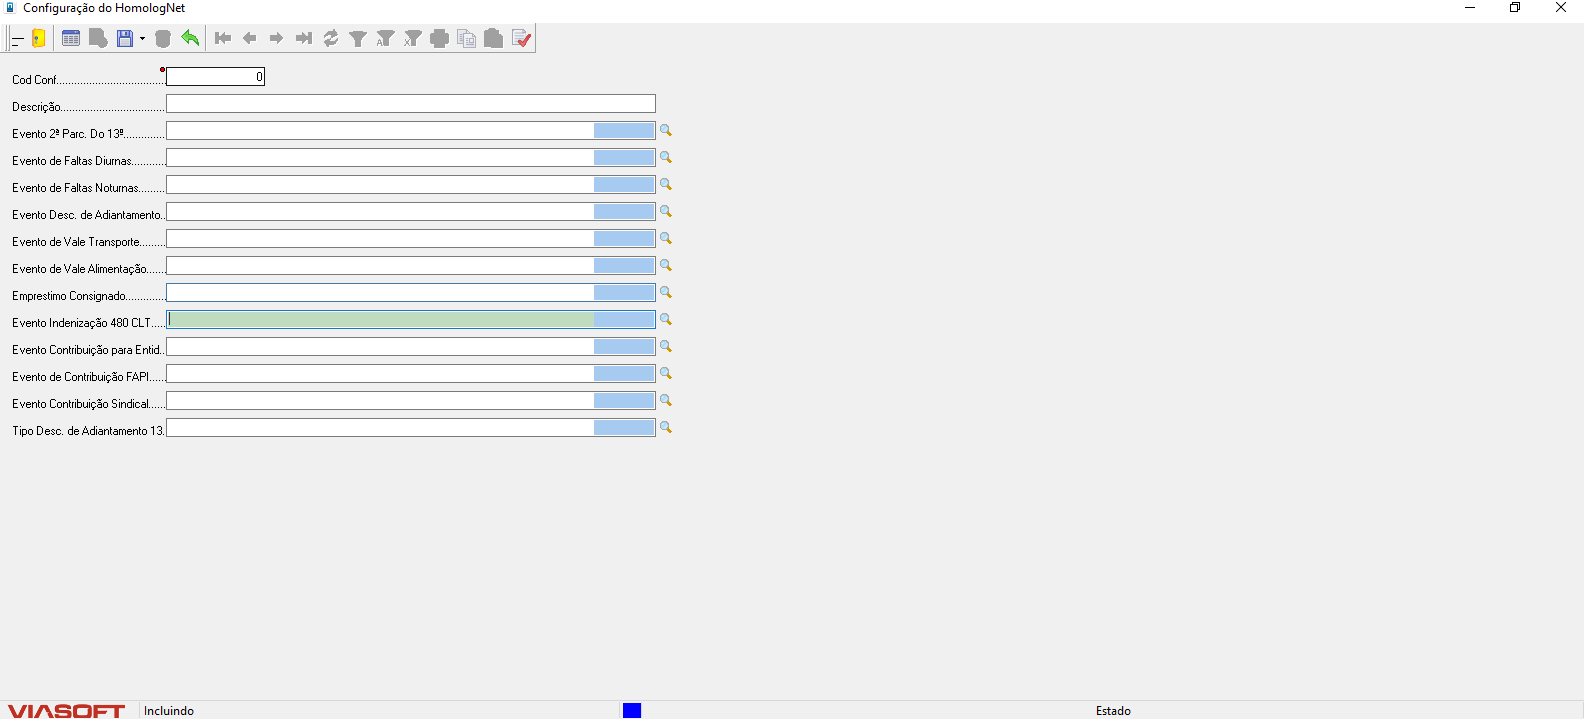 Configuração do HomologNet
Cod Conf.....................................
0
Descrição...................................
Evento 2ª Parc. Do 13º..............
Evento de Faltas Diurnas............
Evento de Faltas Noturnas.........
Evento Desc. de Adiantamento..
Evento de Vale Transporte.........
Evento de Vale Alimentação.......
Emprestimo Consignado.............
Evento Indenização 480 CLT.....
Evento Contribuição para Entid..
Evento de Contribuição FAPI......
Evento Contribuição Sindical......
Tipo Desc. de Adiantamento 13.
VIASOFT Incluindo Estado